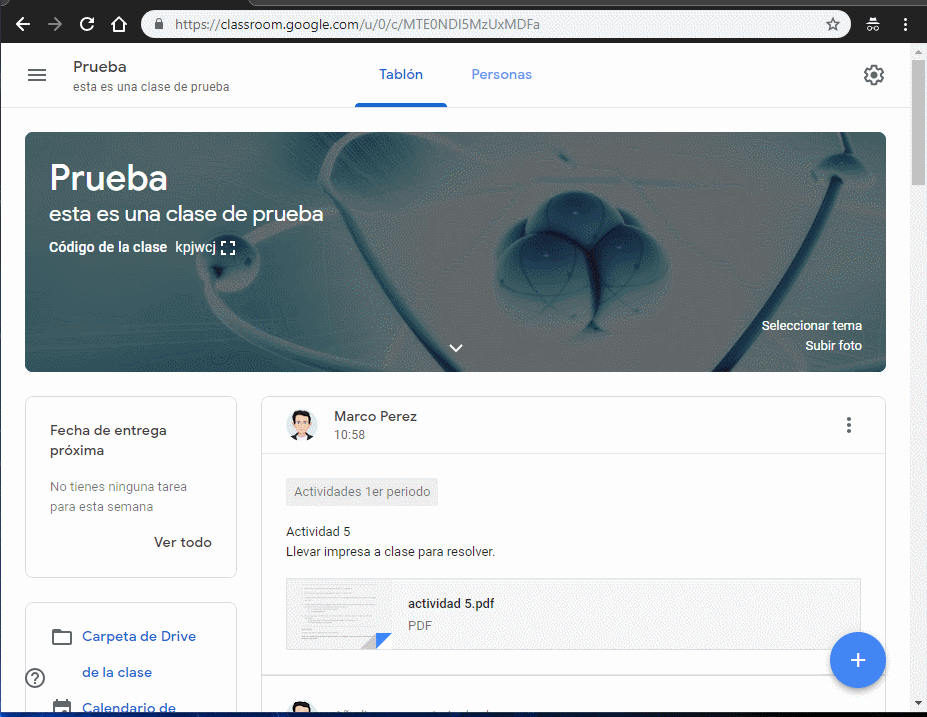 https://classroom.google.com/u/0/c/MTE0NDI5MzUxMDFa
Prueba
esta es una clase de prueba
Tablón
Personas
Prueba
esta es una clase de prueba
Código de la clase kpjwcj
Seleccionar tema
Subir foto
Fecha de entrega
próxima
No tienes ninguna tarea
para esta semana
Ver todo
Marco Perez
10:58
Actividades 1er periodo
Actividad 5
Llevar impresa a clase para resolver.
actividad 5.pdf
PDF
Carpeta de Drive
de la clase
Calendario de